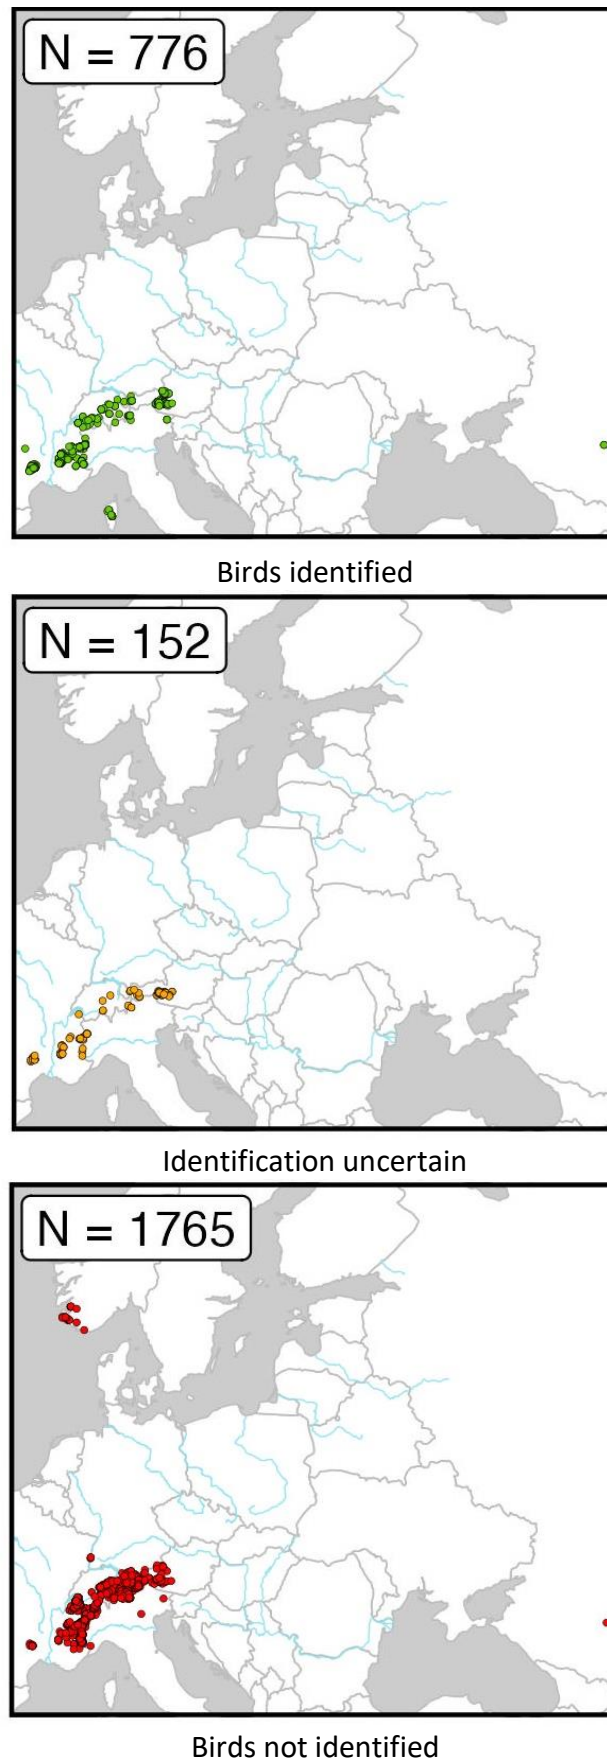 N = 776
Birds identified
N = 152
Identification uncertain
N = 1765
Birds not identified